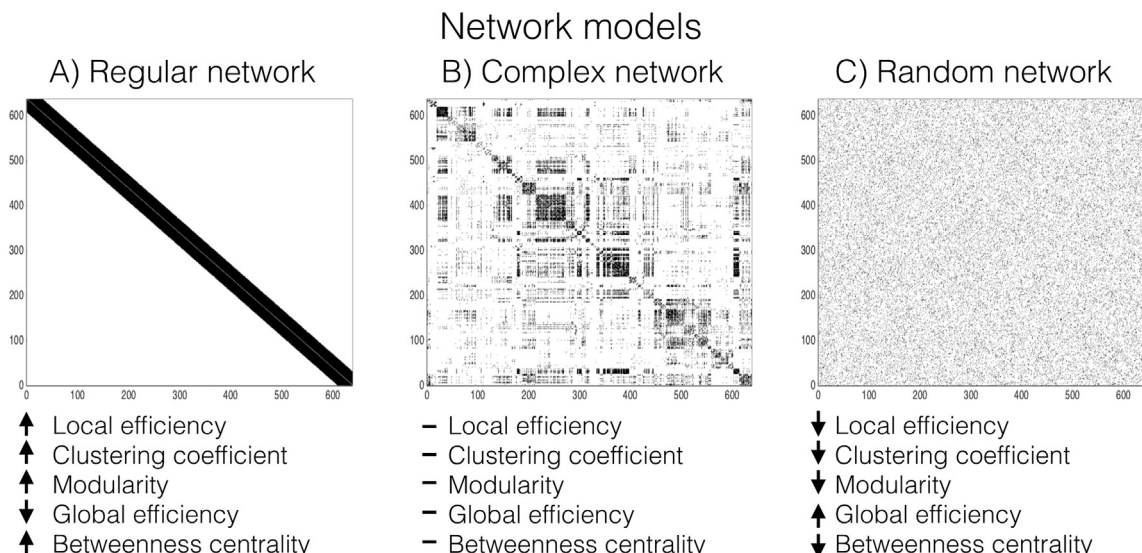 Network models
A) Regular network
B) Complex network
C) Random network
600
500
400
300
200
100
0
0 100 200 300 400 500 600
600
500
400
300
200
100
0
0 100 200 300 400 500 600
600
500
400
300
200
100
0
0 100 200 300 400 500 600
↑ Local efficiency
↑ Clustering coefficient
↑ Modularity
↓ Global efficiency
↑ Betweenness centrality
– Local efficiency
– Clustering coefficient
– Modularity
– Global efficiency
– Betweenness centrality
↓ Local efficiency
↓ Clustering coefficient
↓ Modularity
↑ Global efficiency
↓ Betweenness centrality